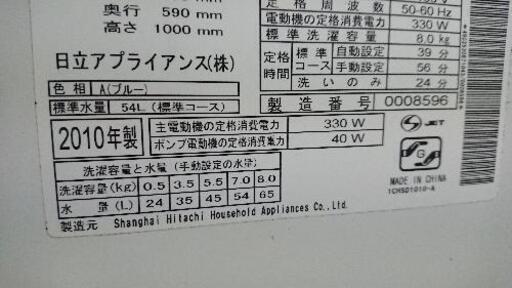 奥行 590 mm
高さ 1000 mm
日立アプライアンス(株)
色相 A(ブルー)
標準水量 54L (標準コース)
2010年製
主電動機の定格消費電力 330 W
ポンプ電動機の定格消費電力 40 W
洗濯容量と水量 (手動設定の水量)
洗濯容量(kg) 0.5 3.5 5.5 7.0 8.0
水 量(L) 24 35 45 54 65
製造元 Shanghai Hitachi Household Appliances Co., Ltd.
定格周波数 50-60 Hz
電動機の定格消費電力 330 W
標準洗濯容量 8.0 kg
定格時間 標準コース 自動設定 39 分
手動設定 56 分
洗いのみ 24 分
製造番号 0008596
JET
MADE IN CHINA
1CHSD1010-A